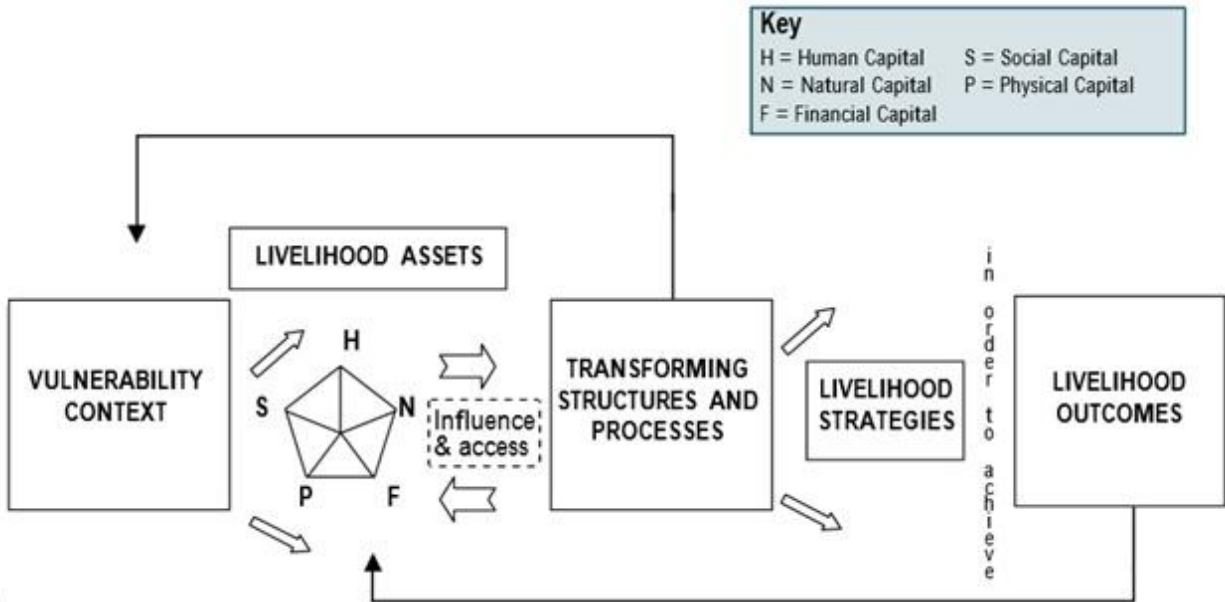 Key
H = Human Capital S = Social Capital
N = Natural Capital P = Physical Capital
F = Financial Capital
LIVELIHOOD ASSETS
VULNERABILITY
CONTEXT
H
S
N
P
F
Influence
& access
TRANSFORMING
STRUCTURES AND
PROCESSES
LIVELIHOOD
STRATEGIES
in order to achieve
LIVELIHOOD
OUTCOMES